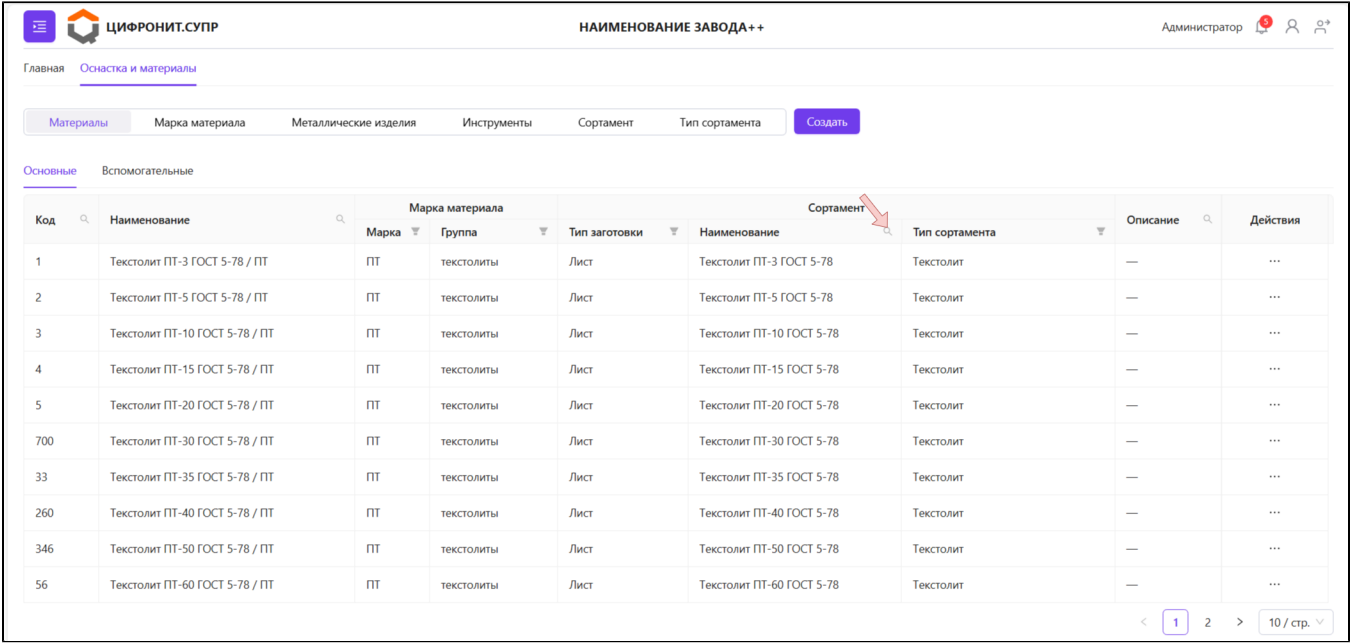 ЦИФРОНИТ.СУПР НАИМЕНОВАНИЕ ЗАВОДА++ Администратор 5
Главная Оснастка и материалы
Материалы Марка материала Металлические изделия Инструменты Сортамент Тип сортамента Создать
Основные Вспомогательные
Код Наименование Марка материала Сортамент Описание Действия
Марка Группа Тип заготовки Наименование Тип сортамента
1 Текстолит ПТ-3 ГОСТ 5-78 / ПТ ПТ текстолиты Лист Текстолит ПТ-3 ГОСТ 5-78 Текстолит — ...
2 Текстолит ПТ-5 ГОСТ 5-78 / ПТ ПТ текстолиты Лист Текстолит ПТ-5 ГОСТ 5-78 Текстолит — ...
3 Текстолит ПТ-10 ГОСТ 5-78 / ПТ ПТ текстолиты Лист Текстолит ПТ-10 ГОСТ 5-78 Текстолит — ...
4 Текстолит ПТ-15 ГОСТ 5-78 / ПТ ПТ текстолиты Лист Текстолит ПТ-15 ГОСТ 5-78 Текстолит — ...
5 Текстолит ПТ-20 ГОСТ 5-78 / ПТ ПТ текстолиты Лист Текстолит ПТ-20 ГОСТ 5-78 Текстолит — ...
700 Текстолит ПТ-30 ГОСТ 5-78 / ПТ ПТ текстолиты Лист Текстолит ПТ-30 ГОСТ 5-78 Текстолит — ...
33 Текстолит ПТ-35 ГОСТ 5-78 / ПТ ПТ текстолиты Лист Текстолит ПТ-35 ГОСТ 5-78 Текстолит — ...
260 Текстолит ПТ-40 ГОСТ 5-78 / ПТ ПТ текстолиты Лист Текстолит ПТ-40 ГОСТ 5-78 Текстолит — ...
346 Текстолит ПТ-50 ГОСТ 5-78 / ПТ ПТ текстолиты Лист Текстолит ПТ-50 ГОСТ 5-78 Текстолит — ...
56 Текстолит ПТ-60 ГОСТ 5-78 / ПТ ПТ текстолиты Лист Текстолит ПТ-60 ГОСТ 5-78 Текстолит — ...
< 1 2 > 10 / стр.